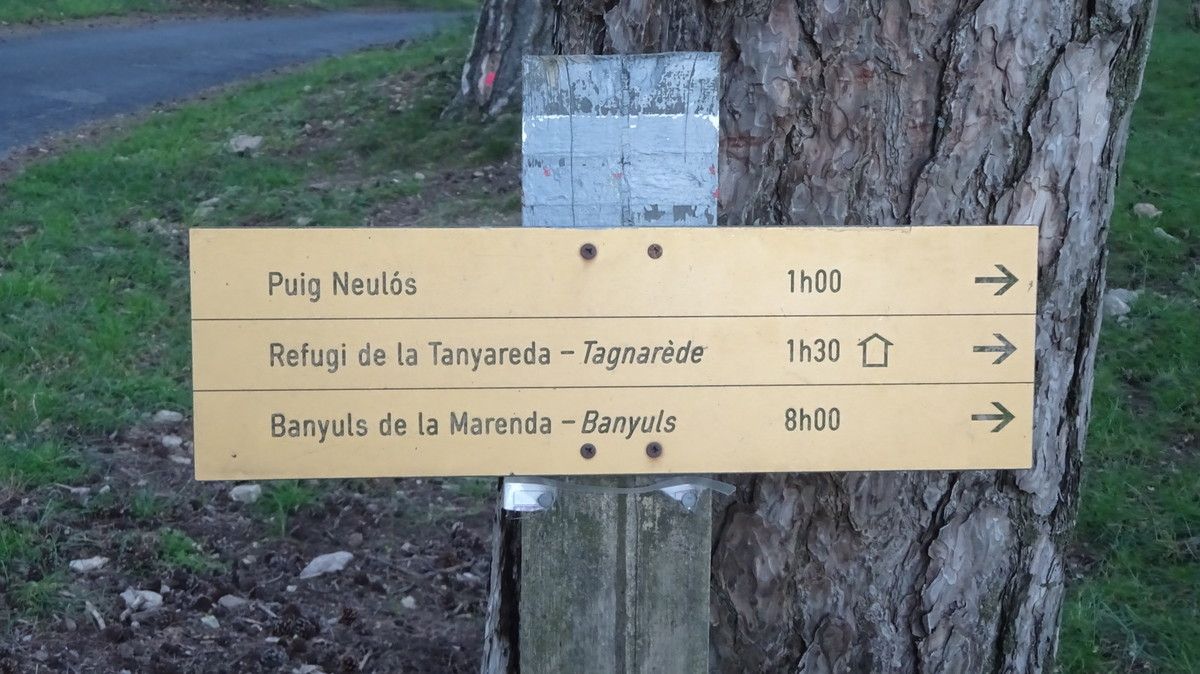 Puig Neulós 1h00 →
Refugi de la Tanyareda – Tagnarède 1h30 →
Banyuls de la Marenda – Banyuls 8h00 →